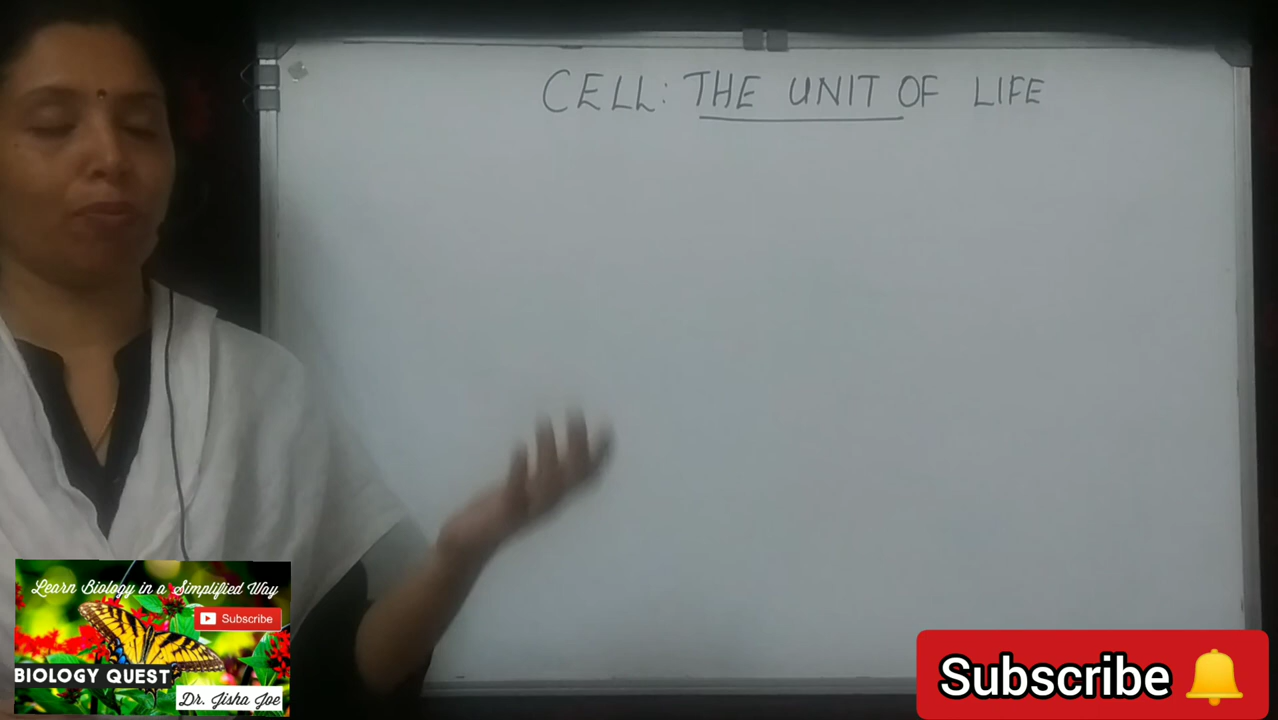 CELL: THE UNIT OF LIFE
Learn Biology in a Simplified Way
Subscribe
BIOLOGY QUEST
Dr. Jisha Joe
Subscribe